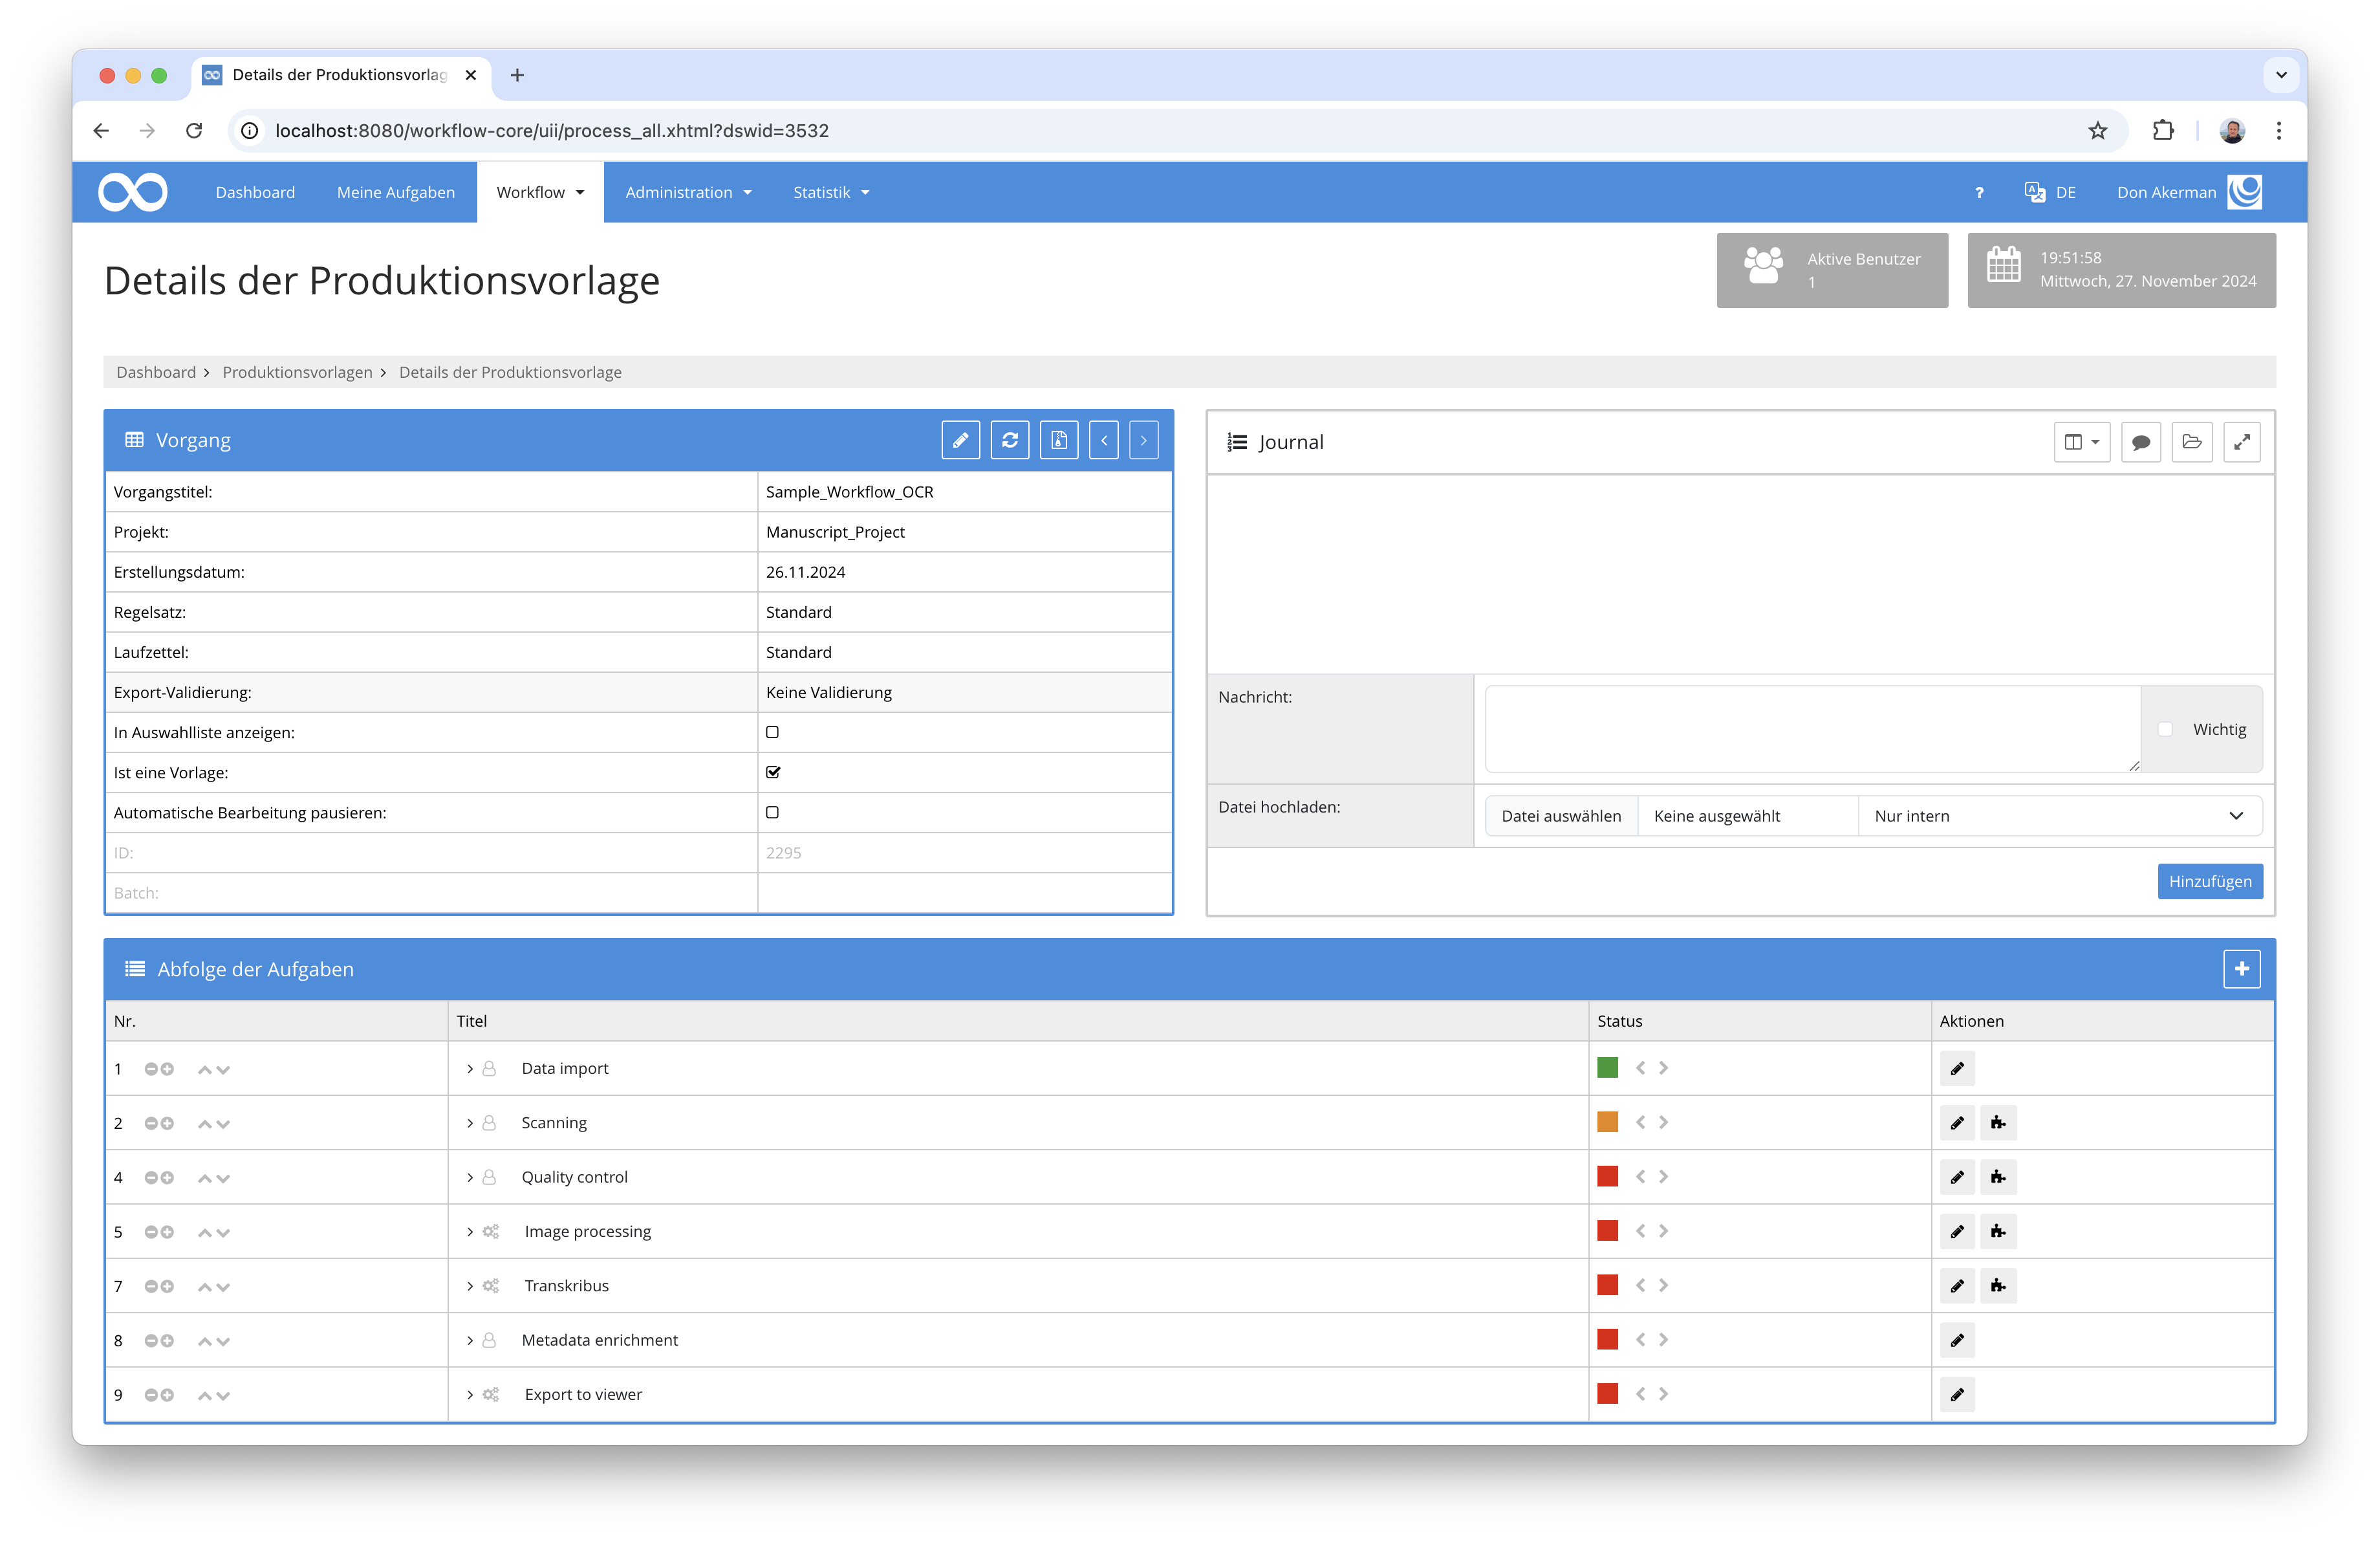 Details der Produktionsvorlag
localhost:8080/workflow-core/uii/process_all.xhtml?dswid=3532
Dashboard Meine Aufgaben Workflow Administration Statistik ? DE Don Akerman
Details der Produktionsvorlage
Aktive Benutzer
1
19:51:58
Mittwoch, 27. November 2024
Dashboard Produktionsvorlagen Details der Produktionsvorlage
Vorgang
Vorgangstitel: Sample_Workflow_OCR
Projekt: Manuscript_Project
Erstellungsdatum: 26.11.2024
Regelsatz: Standard
Laufzettel: Standard
Export-Validierung: Keine Validierung
In Auswahlliste anzeigen:
Ist eine Vorlage:
Automatische Bearbeitung pausieren:
ID: 2295
Batch:
Journal
Nachricht: Wichtig
Datei hochladen: Datei auswählen Keine ausgewählt Nur intern
Hinzufügen
Abfolge der Aufgaben
Nr. Titel Status Aktionen
1 Data import
2 Scanning
4 Quality control
5 Image processing
7 Transkribus
8 Metadata enrichment
9 Export to viewer